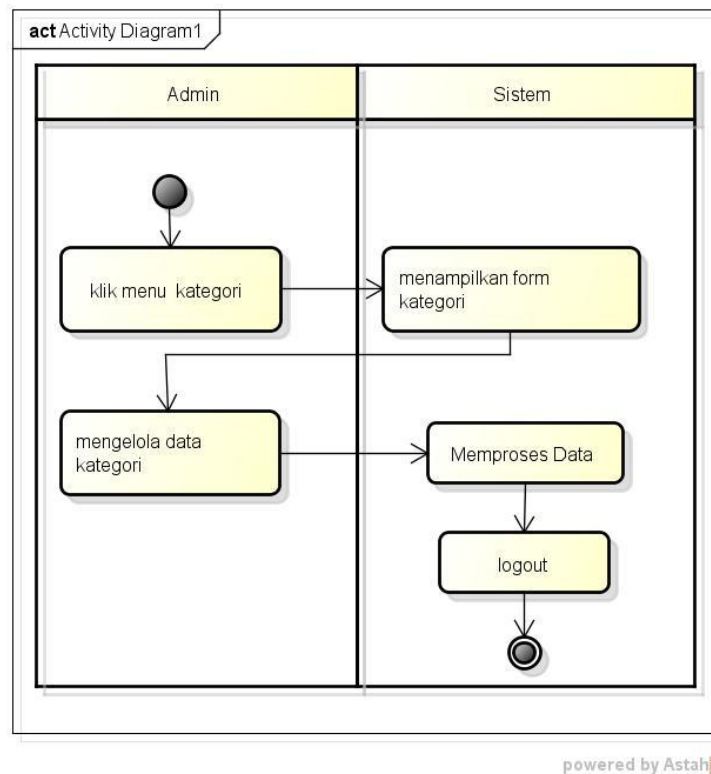 act Activity Diagram1
Admin
Sistem
klik menu kategori
menampilkan form
kategori
mengelola data
kategori
Memproses Data
logout
powered by Astah